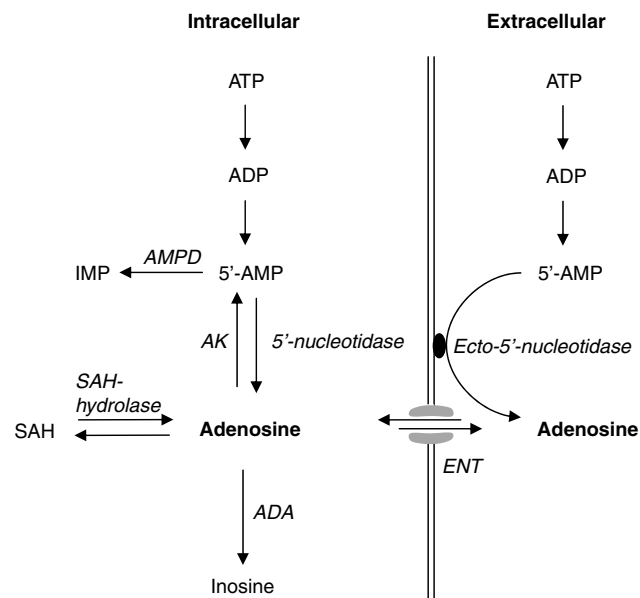 Intracellular Extracellular
ATP ATP
ADP ADP
AMPD
IMP 5’-AMP 5’-AMP
AK 5’-nucleotidase Ecto-5’-nucleotidase
SAH-
hydrolase
SAH Adenosine Adenosine
ENT
ADA
Inosine